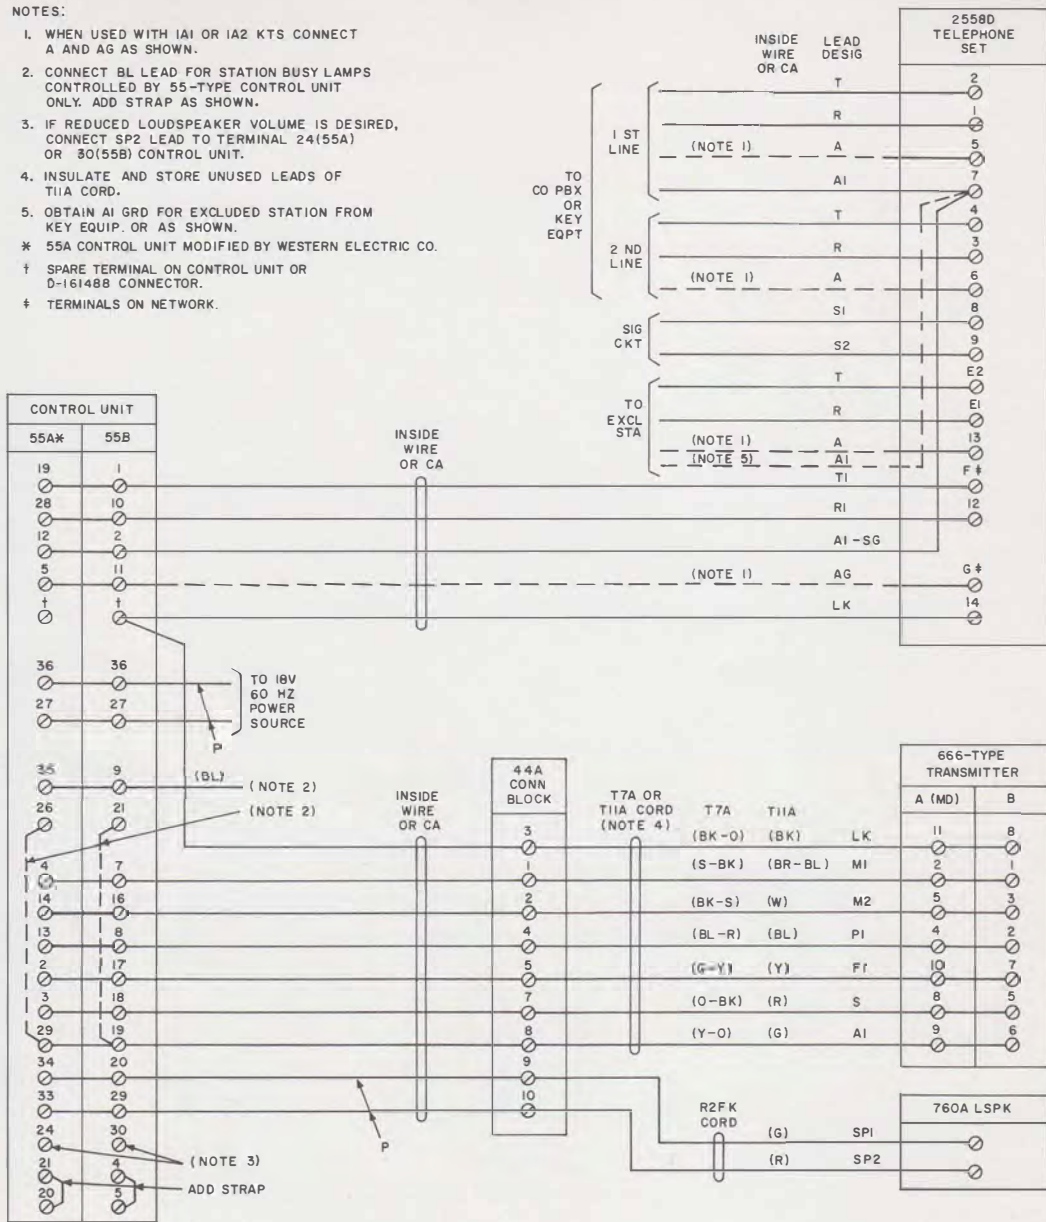 NOTES:
1. WHEN USED WITH 1A1 OR 1A2 KTS CONNECT
A AND AG AS SHOWN.
2. CONNECT BL LEAD FOR STATION BUSY LAMPS
CONTROLLED BY 55-TYPE CONTROL UNIT
ONLY. ADD STRAP AS SHOWN.
3. IF REDUCED LOUDSPEAKER VOLUME IS DESIRED,
CONNECT SP2 LEAD TO TERMINAL 24(55A)
OR 30(55B) CONTROL UNIT.
4. INSULATE AND STORE UNUSED LEADS OF
T11A CORD.
5. OBTAIN A1 GRD FOR EXCLUDED STATION FROM
KEY EQUIP. OR AS SHOWN.
* 55A CONTROL UNIT MODIFIED BY WESTERN ELECTRIC CO.
† SPARE TERMINAL ON CONTROL UNIT OR
D-161488 CONNECTOR.
‡ TERMINALS ON NETWORK.
2558D
TELEPHONE
SET
INSIDE
WIRE
OR CA
LEAD
DESIG
TO
CO PBX
OR
KEY
EQPT
1 ST
LINE
T 2
R 1
(NOTE 1) A 5
A1 7
2 ND
LINE
T 4
R 3
(NOTE 1) A 6
SIG
CKT
S1 8
S2 9
TO
EXCL
STA
T E2
R E1
(NOTE 1) A 13
(NOTE 5) A1
T1 F‡
R1 12
A1-SG
(NOTE 1) AG G‡
LK 14
CONTROL UNIT
55A* 55B
INSIDE
WIRE
OR CA
19 1
28 10
12 2
5 11
† †
36 36
27 27
TO 18V
60 HZ
POWER
SOURCE
P
35 9 (BL) (NOTE 2)
26 21 (NOTE 2)
4 7
14 16
13 8
2 17
3 18
29 19
34 20
33 29
24 30 (NOTE 3)
21 4
20 5
ADD STRAP
P
INSIDE
WIRE
OR CA
44A
CONN
BLOCK
3
1
2
4
5
7
8
9
10
T7A OR
T11A CORD
(NOTE 4)
T7A T11A
(BK-O) (BK) LK
(S-BK) (BR-BL) M1
(BK-S) (W) M2
(BL-R) (BL) P1
(G-Y) (Y) F1
(O-BK) (R) S
(Y-O) (G) A1
666-TYPE
TRANSMITTER
A (MD) B
11 8
2 1
5 3
4 2
10 7
8 5
9 6
R2FK
CORD
(G) SP1
(R) SP2
760A LSPK